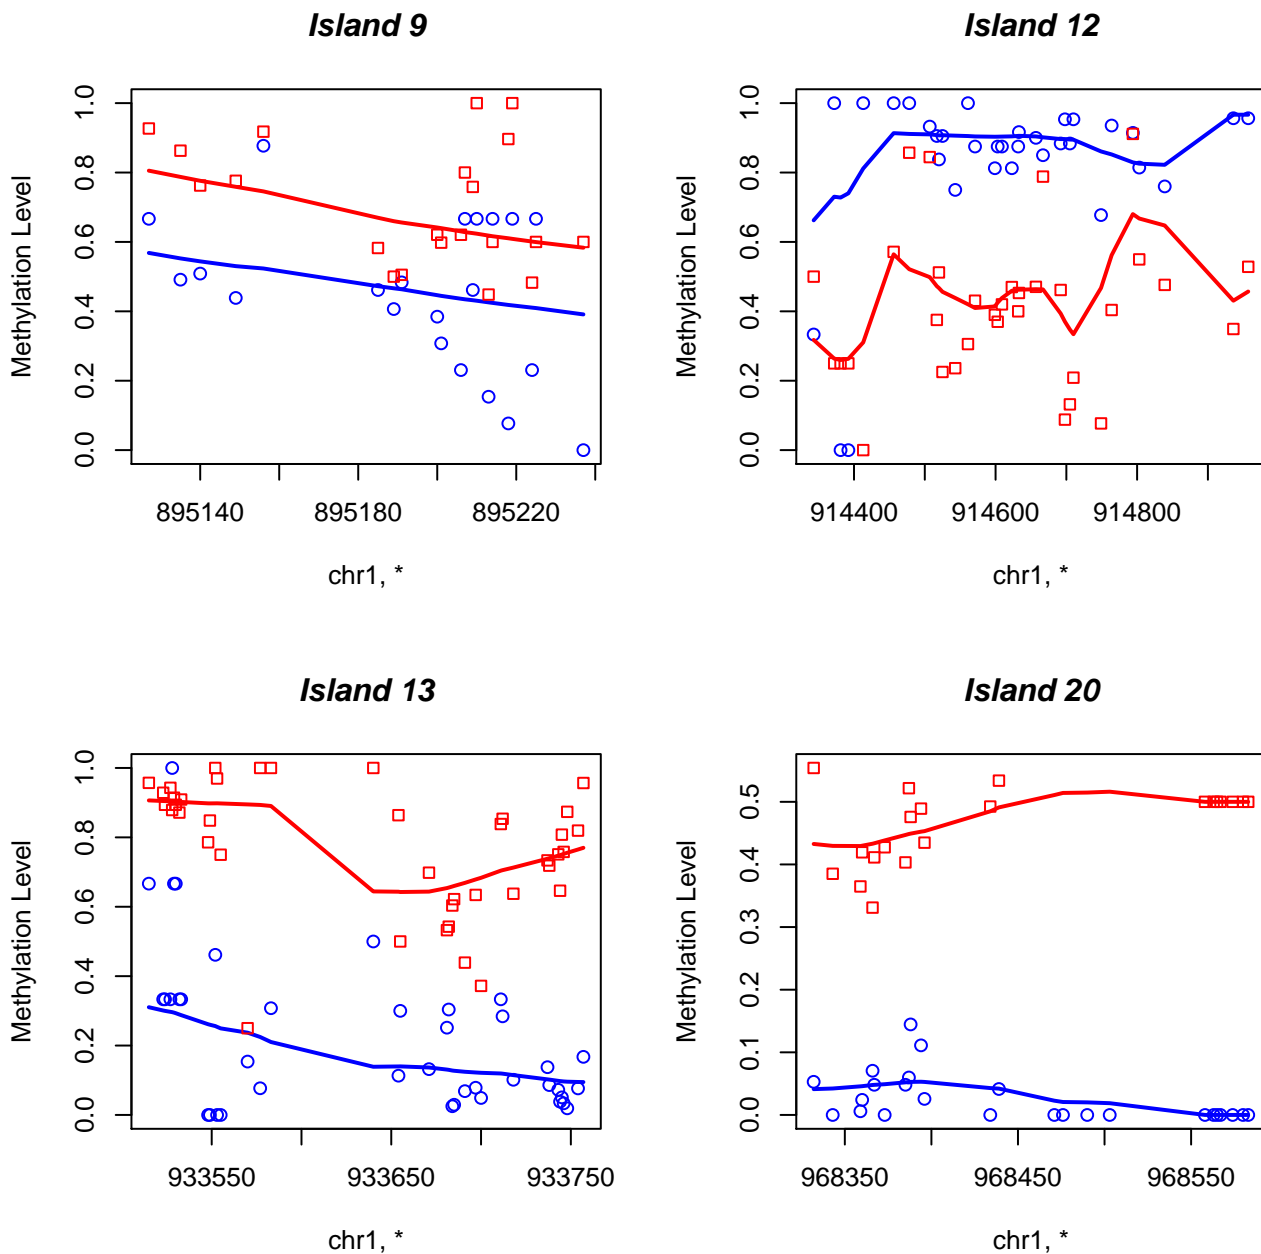 Island 9
Methylation Level
0.0 0.2 0.4 0.6 0.8 1.0
895140 895180 895220
chr1, *
Island 12
Methylation Level
0.0 0.2 0.4 0.6 0.8 1.0
914400 914600 914800
chr1, *
Island 13
Methylation Level
0.0 0.2 0.4 0.6 0.8 1.0
933550 933650 933750
chr1, *
Island 20
Methylation Level
0.0 0.1 0.2 0.3 0.4 0.5
968350 968450 968550
chr1, *